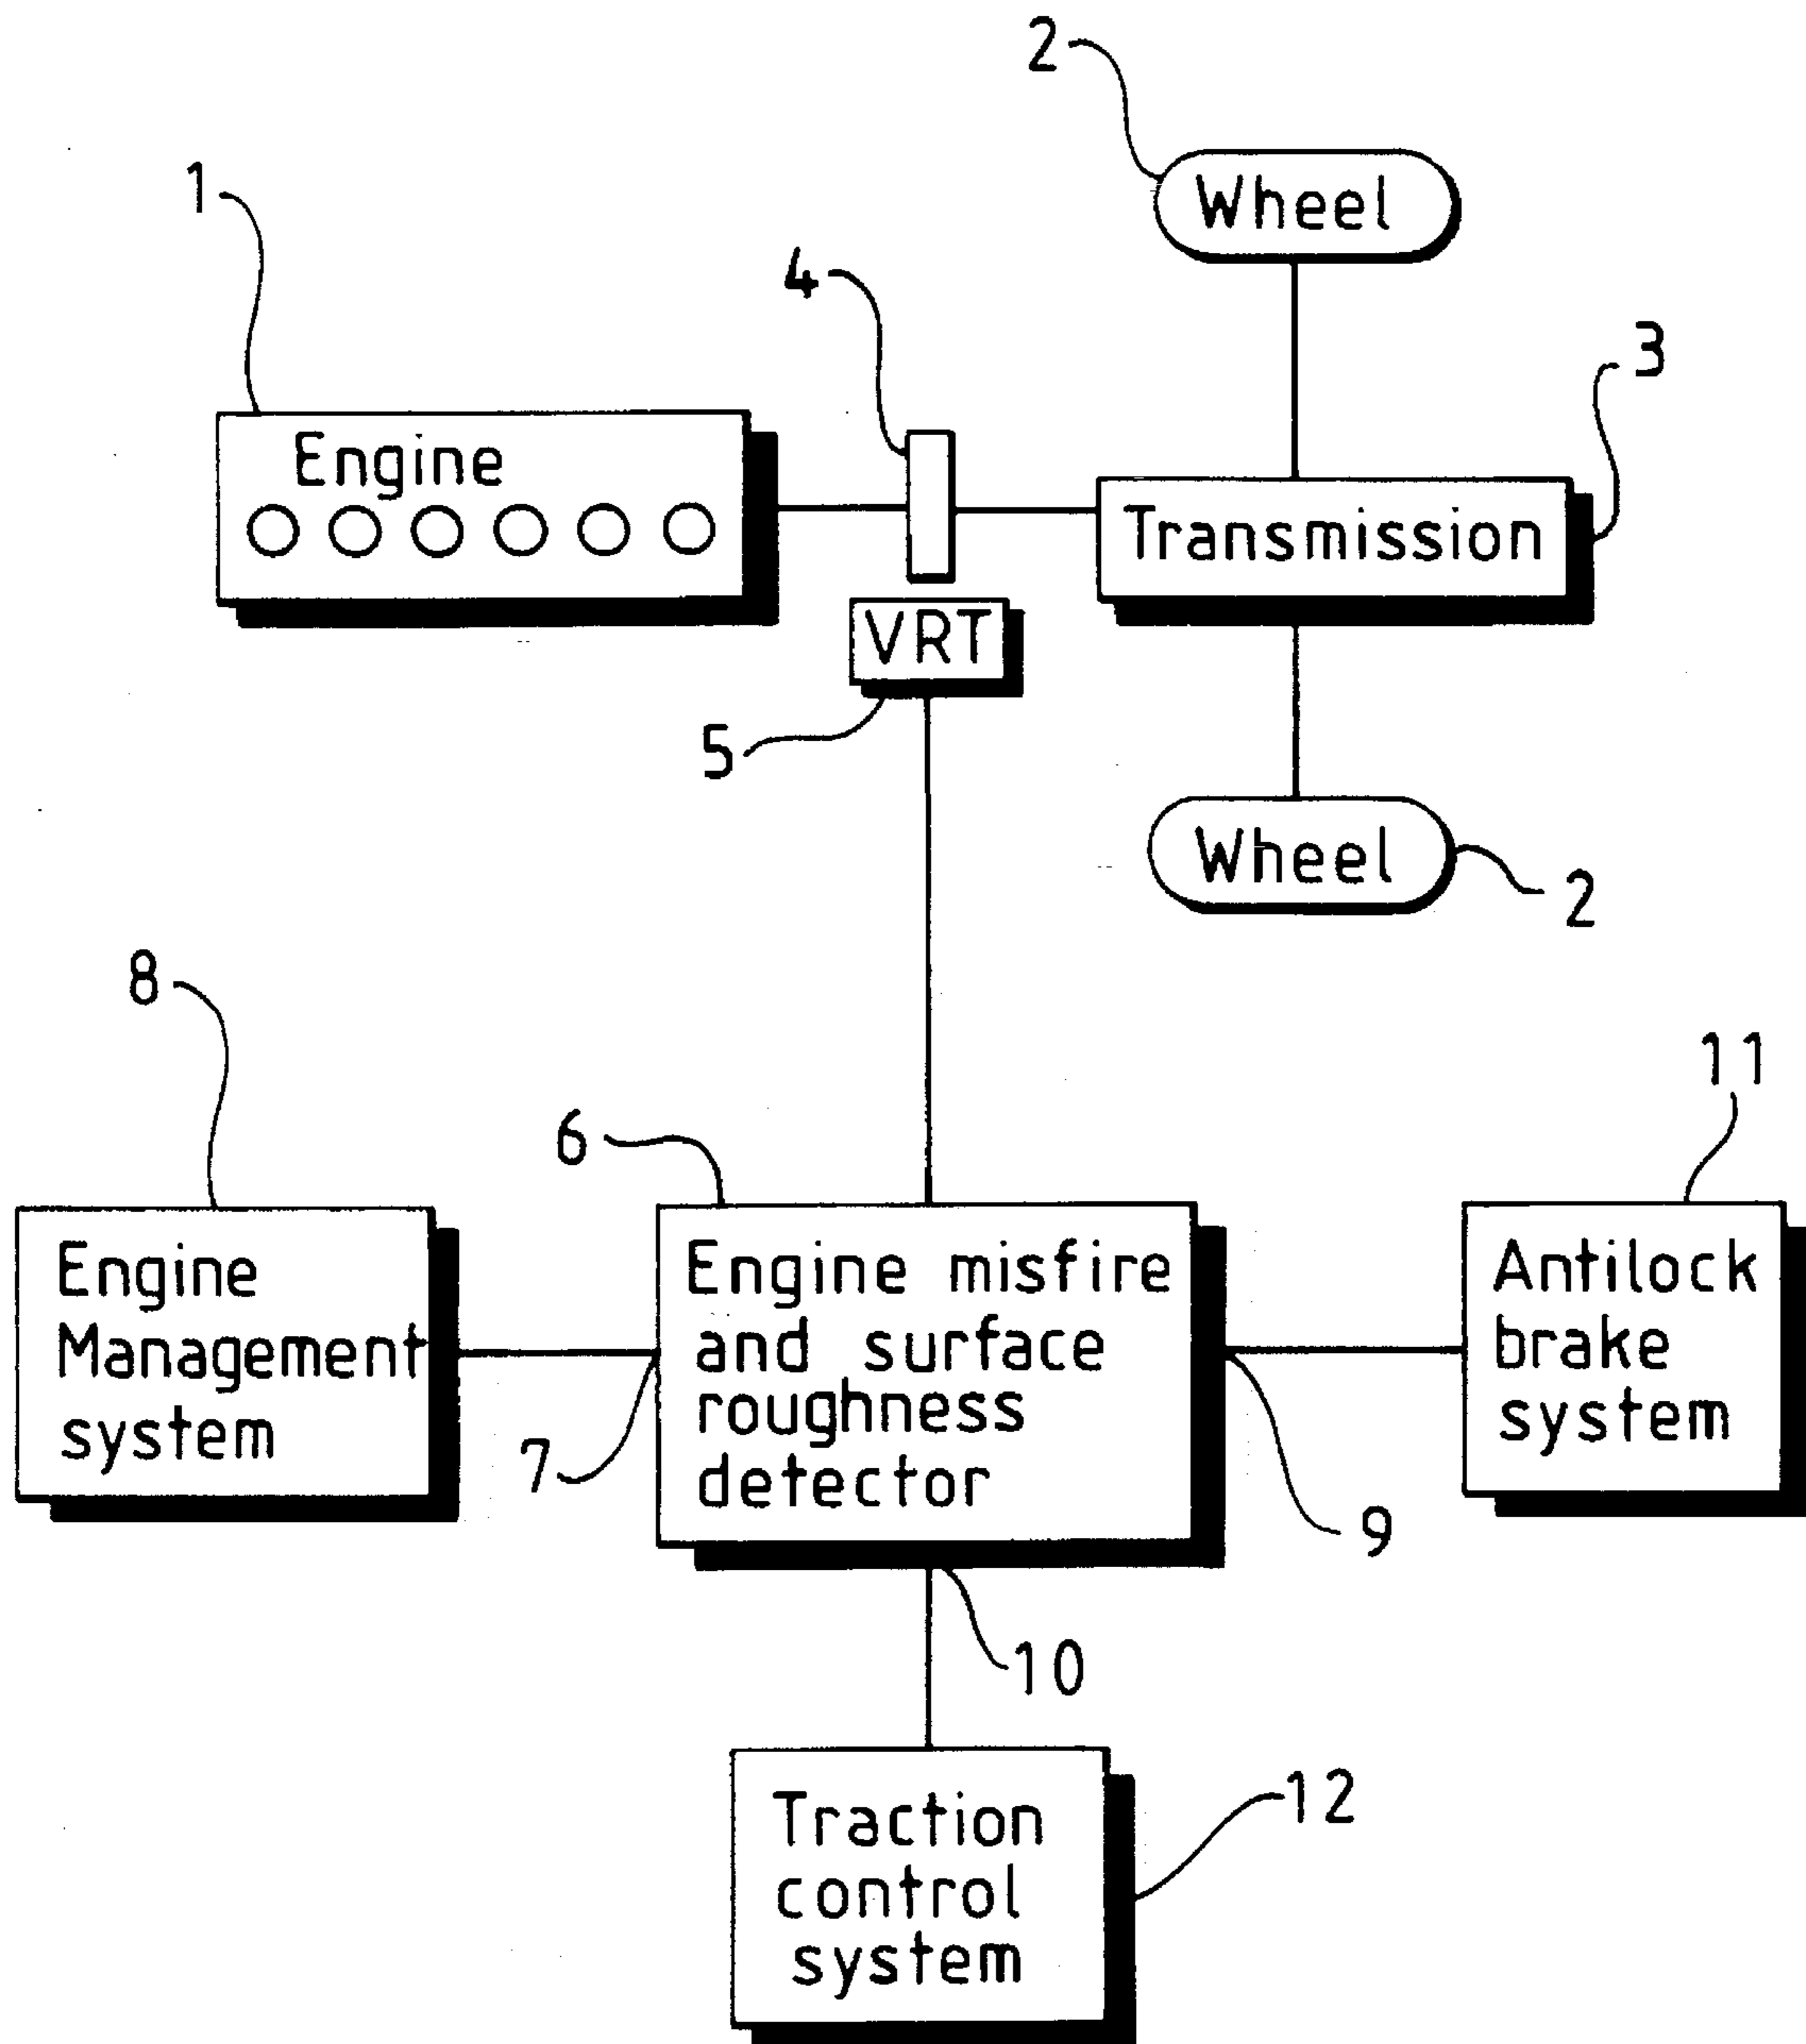 2
1
Wheel
4
3
Engine
Transmission
VRT
5
Wheel
2
8
11
6
Engine
Management
system
Engine misfire
and surface
roughness
detector
Antilock
brake
system
7
9
10
Traction
control
system
12